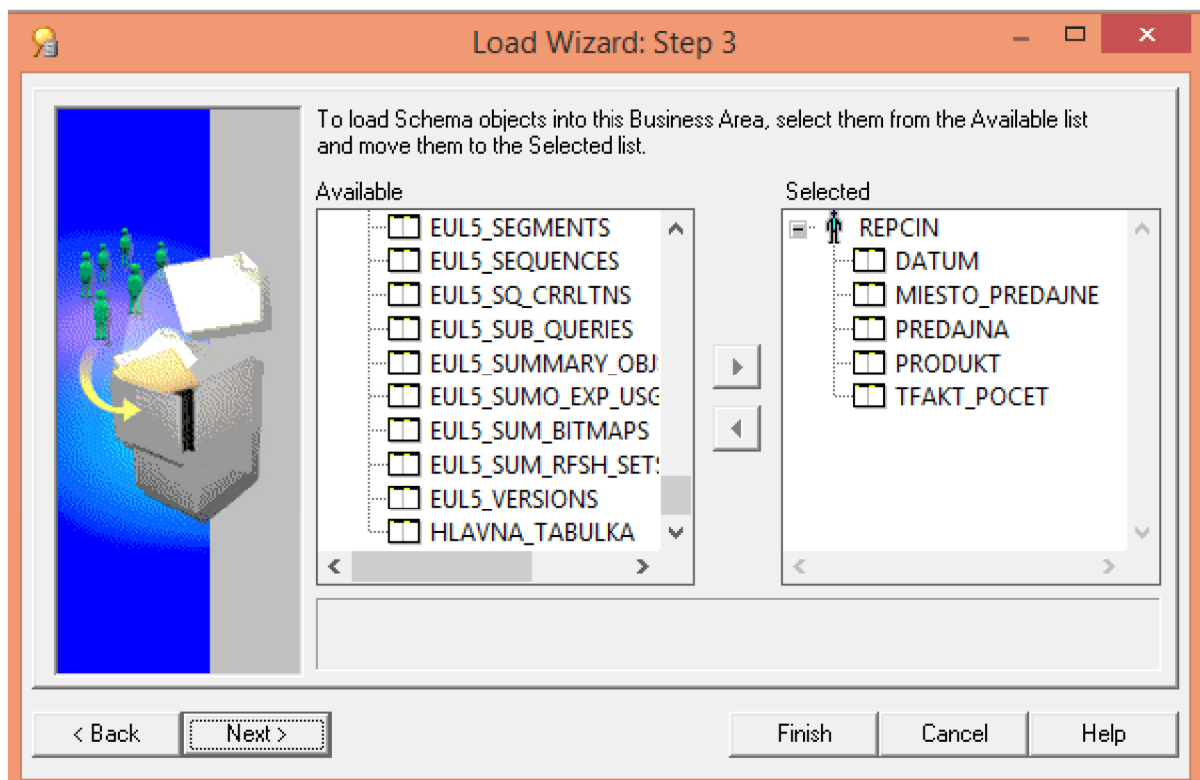 Load Wizard: Step 3
To load Schema objects into this Business Area, select them from the Available list
and move them to the Selected list.
Available
EUL5_SEGMENTS
EUL5_SEQUENCES
EUL5_SQ_CRRLTNS
EUL5_SUB_QUERIES
EUL5_SUMMARY_OBJ
EUL5_SUMO_EXP_USG
EUL5_SUM_BITMAPS
EUL5_SUM_RFSH_SETS
EUL5_VERSIONS
HLAVNA_TABULKA
Selected
REPCIN
DATUM
MIESTO_PREDAJNE
PREDAJNA
PRODUKT
TFAKT_POCET
< Back
Next >
Finish
Cancel
Help